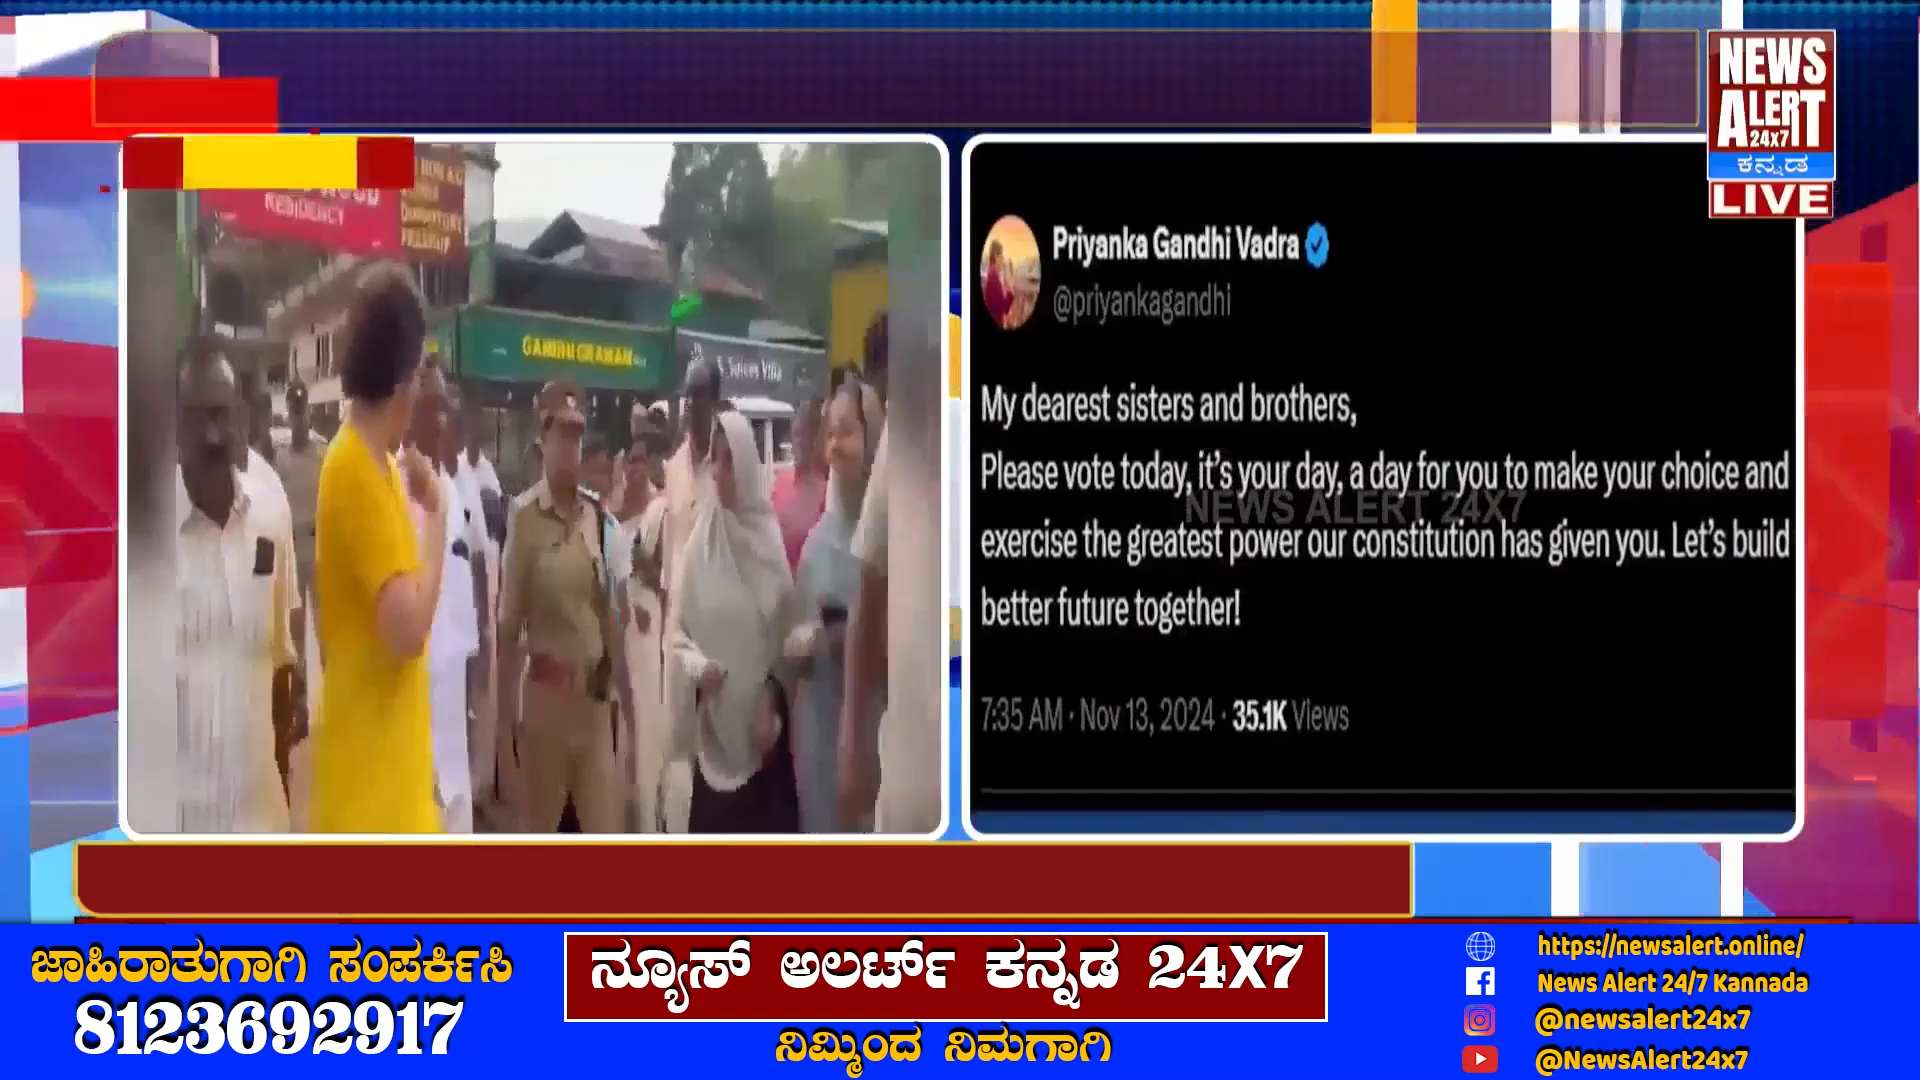 NEWS
ALERT
24x7
ಕನ್ನಡ
LIVE
RESIDENCY
GANDHI GRAMAM
Priyanka Gandhi Vadra
@priyankagandhi
My dearest sisters and brothers,
Please vote today, it's your day, a day for you to make your choice and
exercise the greatest power our constitution has given you. Let's build
better future together!
NEWS ALERT 24X7
7:35 AM · Nov 13, 2024 · 35.1K Views
ಜಾಹಿರಾತುಗಾಗಿ ಸಂಪರ್ಕಿಸಿ
8123692917
ನ್ಯೂಸ್ ಅಲರ್ಟ್ ಕನ್ನಡ 24X7
ನಿಮ್ಮಿಂದ ನಿಮಗಾಗಿ
https://newsalert.online/
News Alert 24/7 Kannada
@newsalert24x7
@NewsAlert24x7